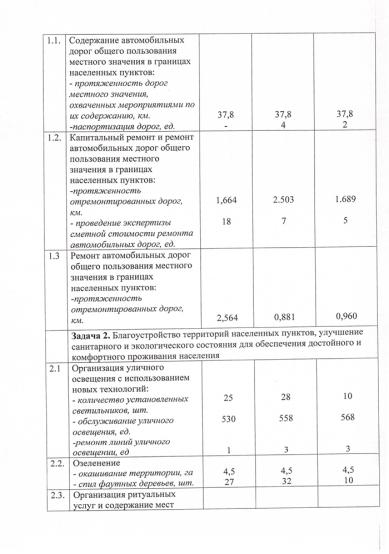 1.1. Содержание автомобильных
дорог общего пользования
местного значения в границах
населенных пунктов:
- протяженность дорог
местного значения,
охваченных мероприятиями по
их содержанию, км. 37,8 37,8 37,8
-паспортизация дорог, ед. - 4 2
1.2. Капитальный ремонт и ремонт
автомобильных дорог общего
пользования местного
значения в границах
населенных пунктов:
-протяженность
отремонтированных дорог, 1,664 2.503 1.689
км.
- проведение экспертизы 18 7 5
сметной стоимости ремонта
автомобильных дорог, ед.
1.3 Ремонт автомобильных дорог
общего пользования местного
значения в границах
населенных пунктов:
-протяженность
отремонтированных дорог,
км. 2,564 0,881 0,960
Задача 2. Благоустройство территорий населенных пунктов, улучшение
санитарного и экологического состояния для обеспечения достойного и
комфортного проживания населения
2.1 Организация уличного
освещения с использованием
новых технологий:
- количество установленных 25 28 10
светильников, шт.
- обслуживание уличного 530 558 568
освещения, ед.
-ремонт линий уличного
освещении, ед 1 3 3
2.2. Озеленение
- окашивание территории, га 4,5 4,5 4,5
- спил фаутных деревьев, шт. 27 32 10
2.3. Организация ритуальных
услуг и содержание мест